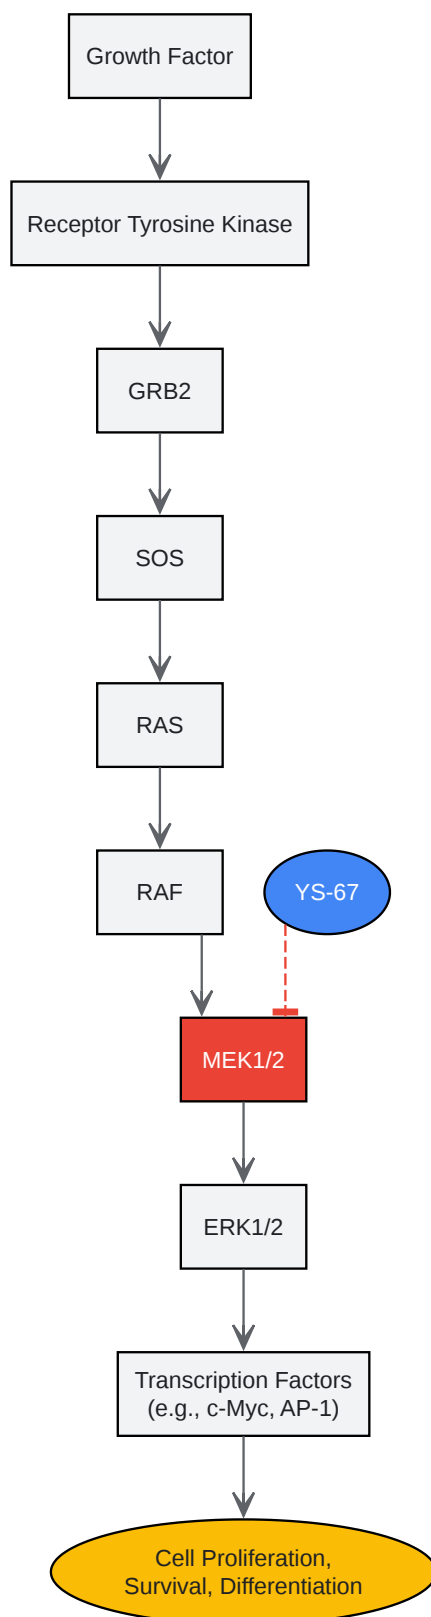 Growth Factor
Receptor Tyrosine Kinase
GRB2
SOS
RAS
RAF
YS-67
MEK1/2
ERK1/2
Transcription Factors
(e.g., c-Myc, AP-1)
Cell Proliferation,
Survival, Differentiation